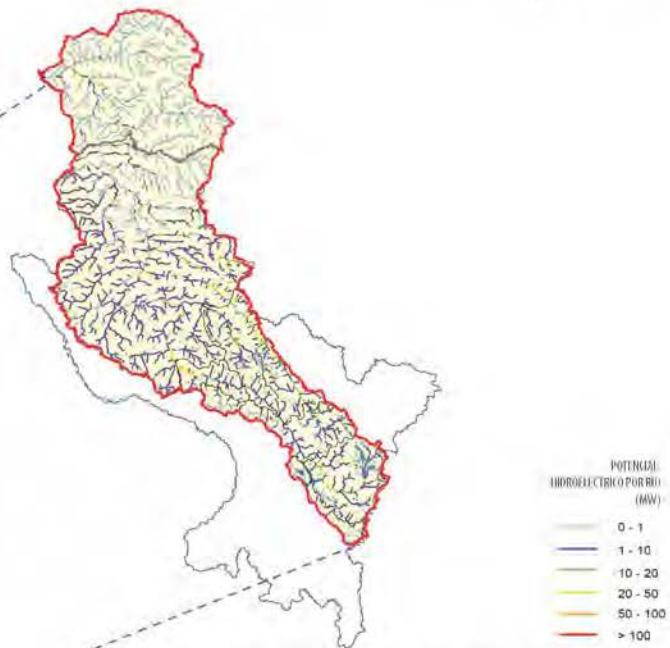 POTENCIAL
HIDROELECTRICO POR RIO
(MW)
0 - 1
1 - 10
10 - 20
20 - 50
50 - 100
> 100